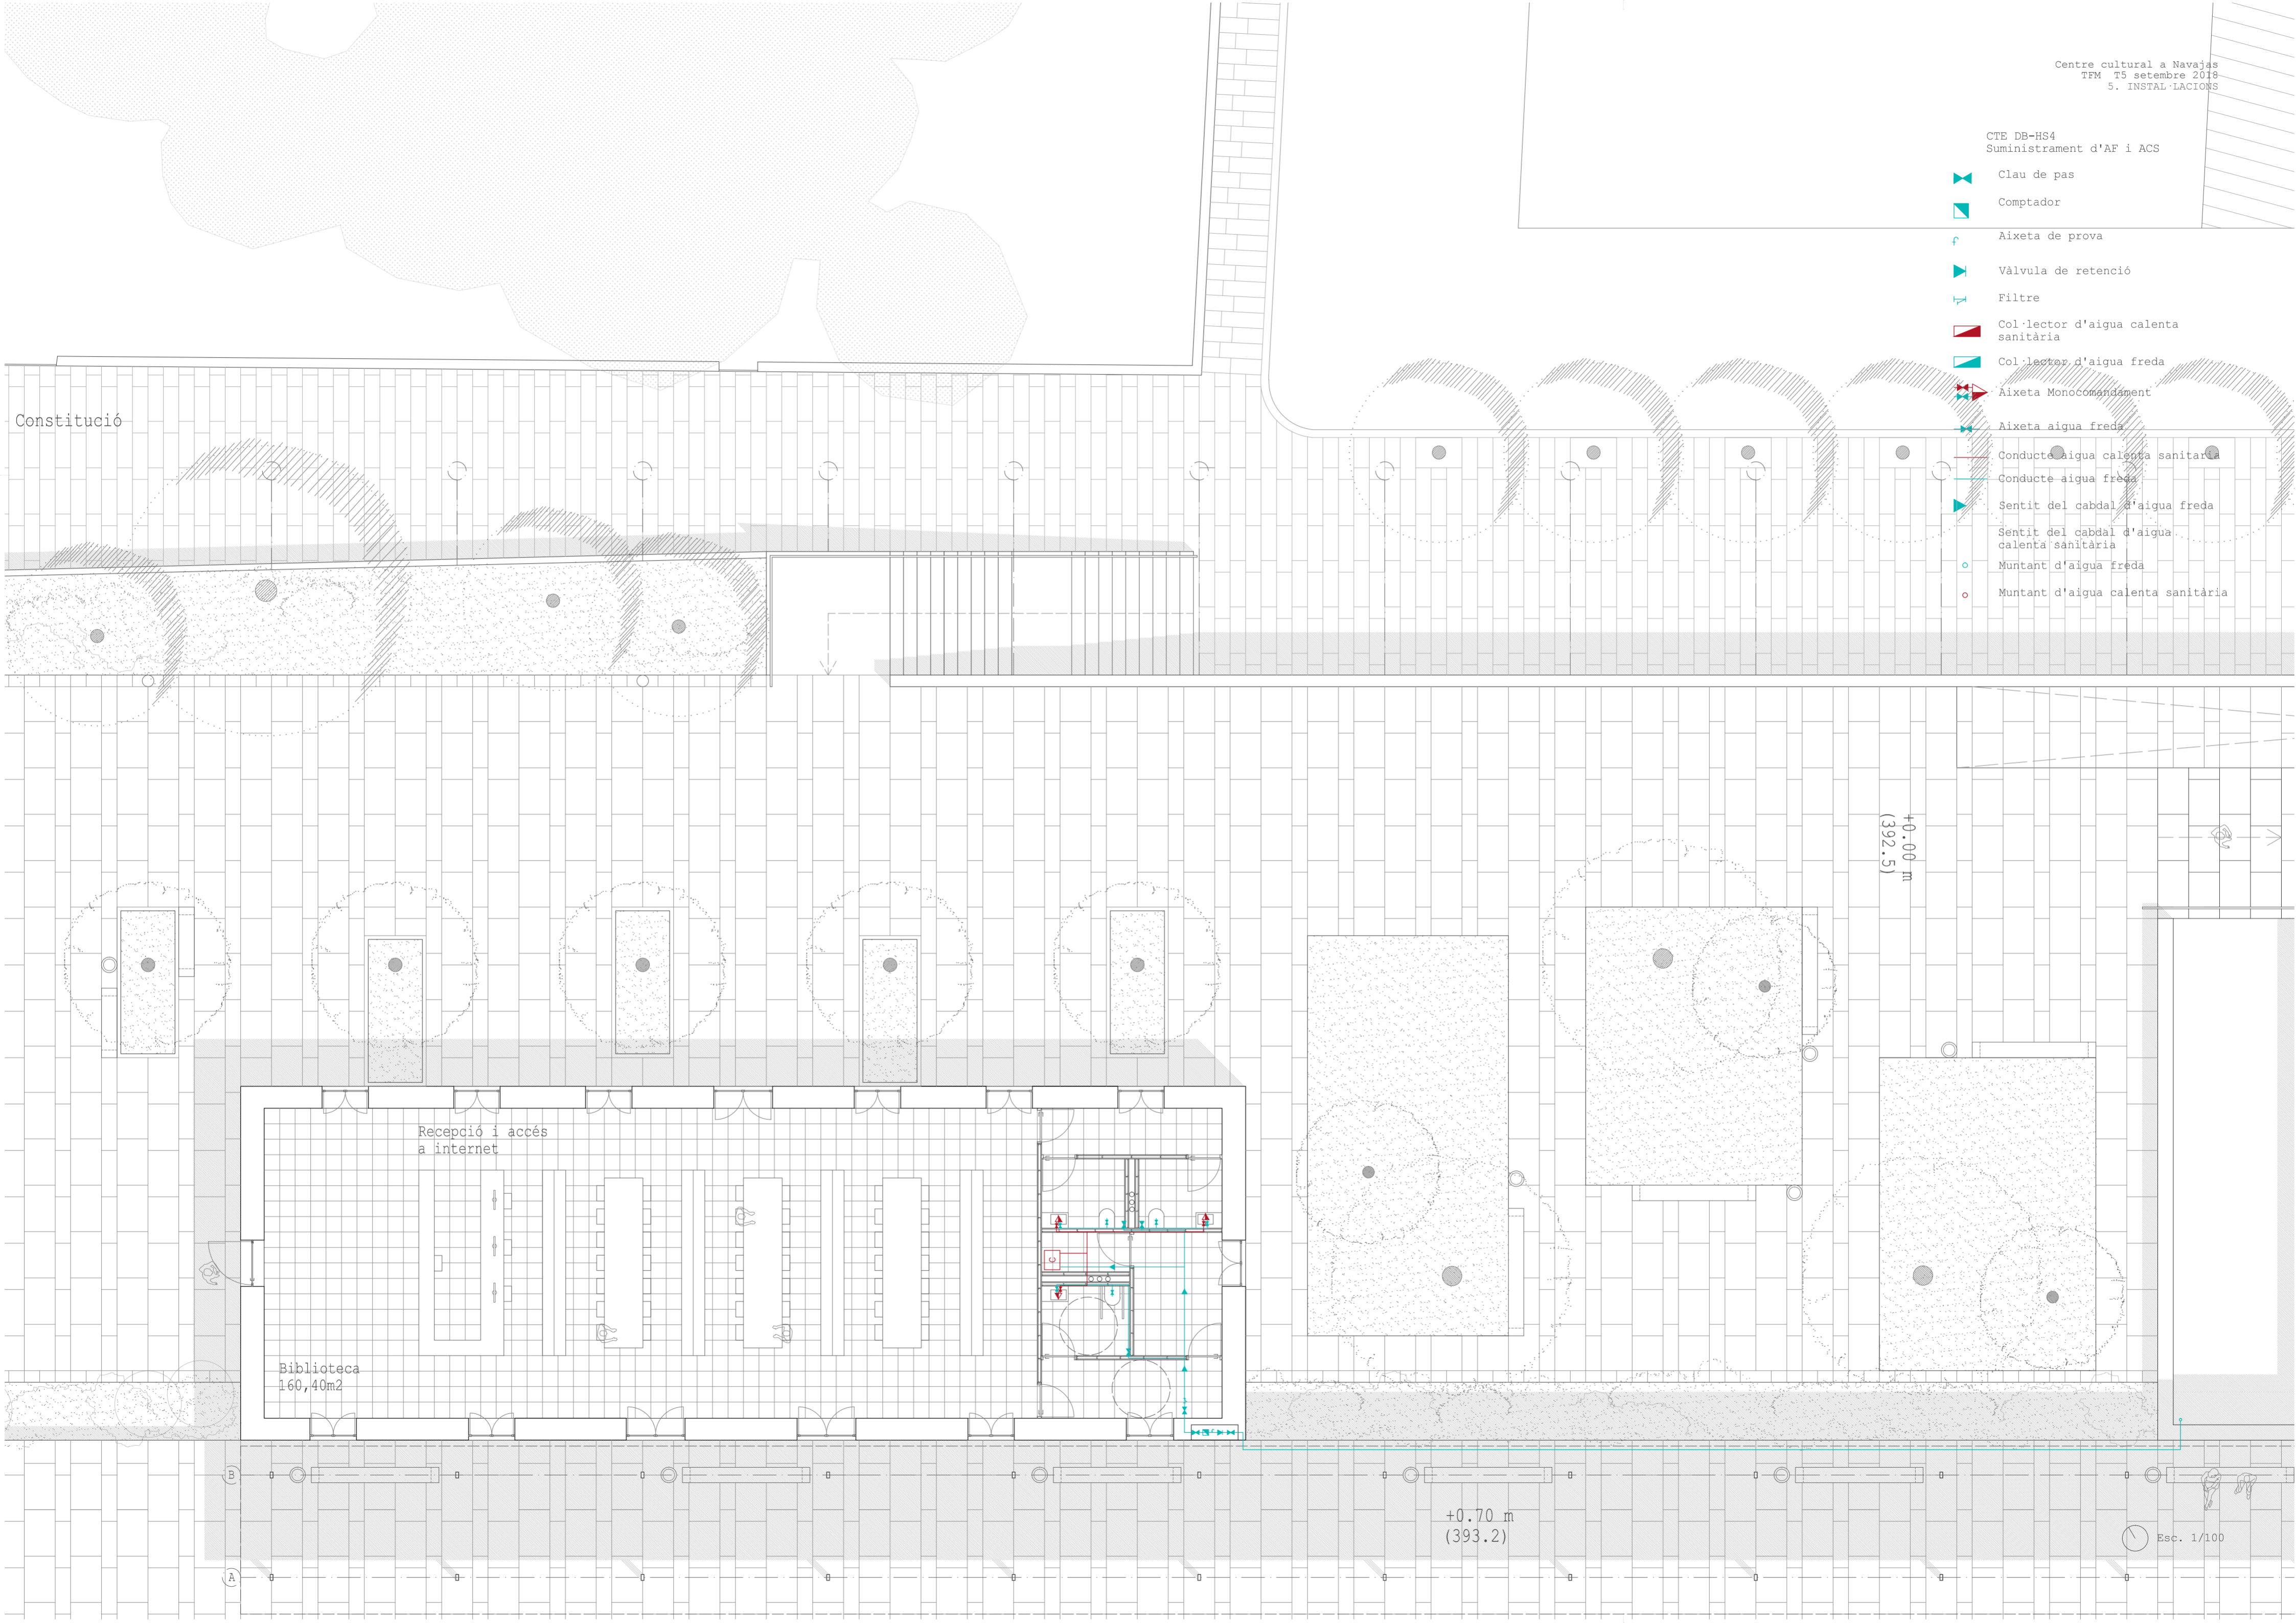 Centre cultural a Navajas
TFM T5 setembre 2018
5. INSTAL·LACIONS
CTE DB-HS4
Suministrament d'AF i ACS
Clau de pas
Comptador
Aixeta de prova
Vàlvula de retenció
Filtre
Col·lector d'aigua calenta
sanitària
Col·lector d'aigua freda
Aixeta Monocomandament
Aixeta aigua freda
Conducte aigua calenta sanitaria
Conducte aigua freda
Sentit del cabdal d'aigua freda
Sentit del cabdal d'aigua
calenta sanitària
Muntant d'aigua freda
Muntant d'aigua calenta sanitària
Constitució
+0.00 m
(392.5)
Recepció i accés
a internet
Biblioteca
160,40m2
B
+0.70 m
(393.2)
Esc. 1/100
A